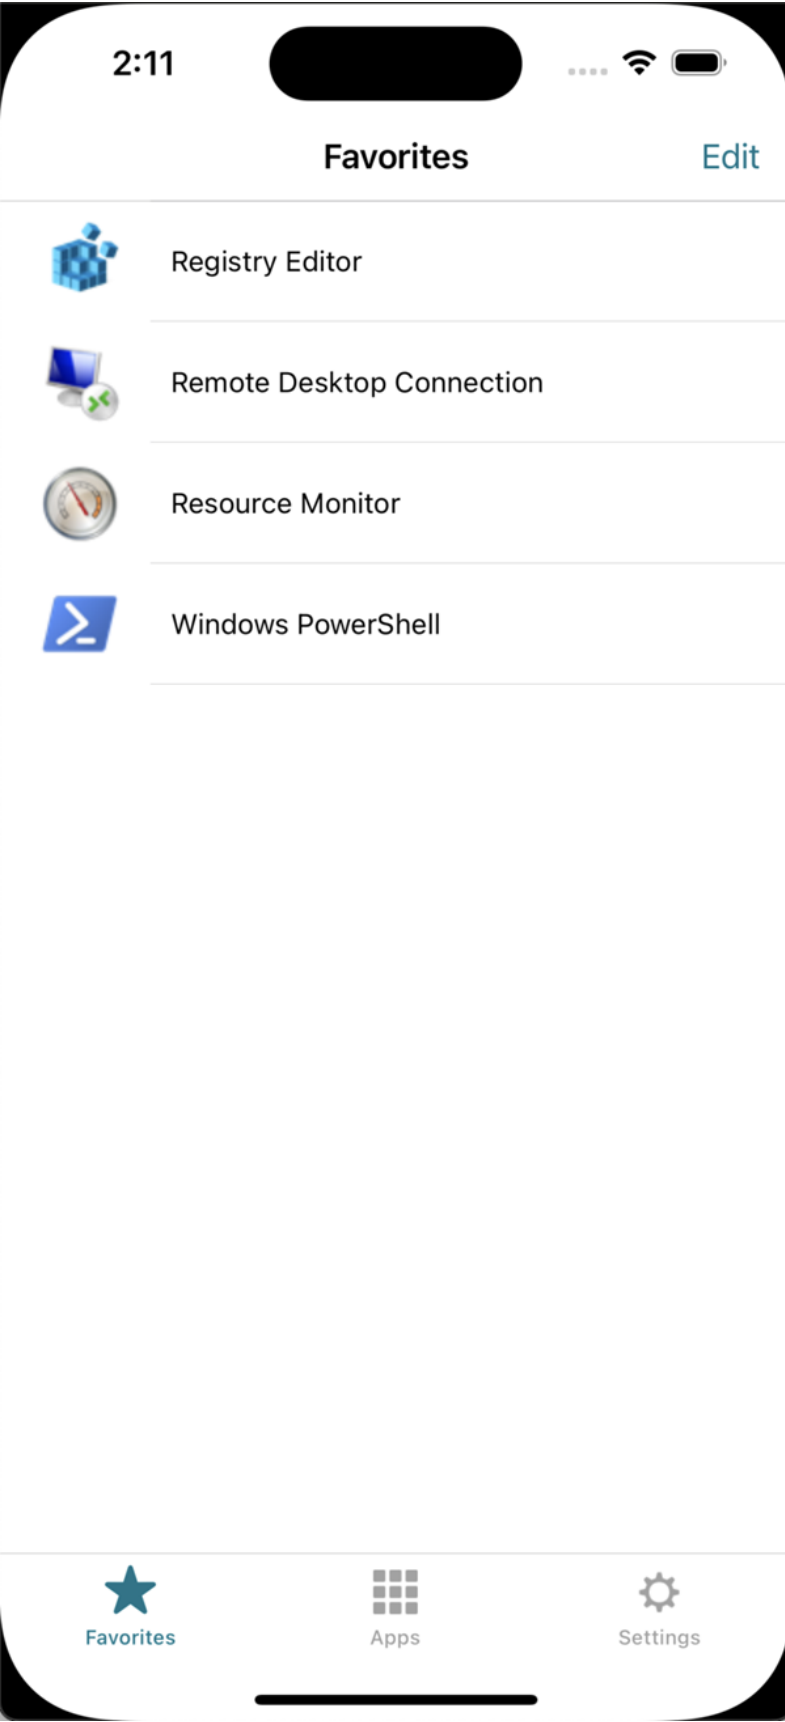 2:11
Favorites
Edit
Registry Editor
Remote Desktop Connection
Resource Monitor
Windows PowerShell
Favorites
Apps
Settings